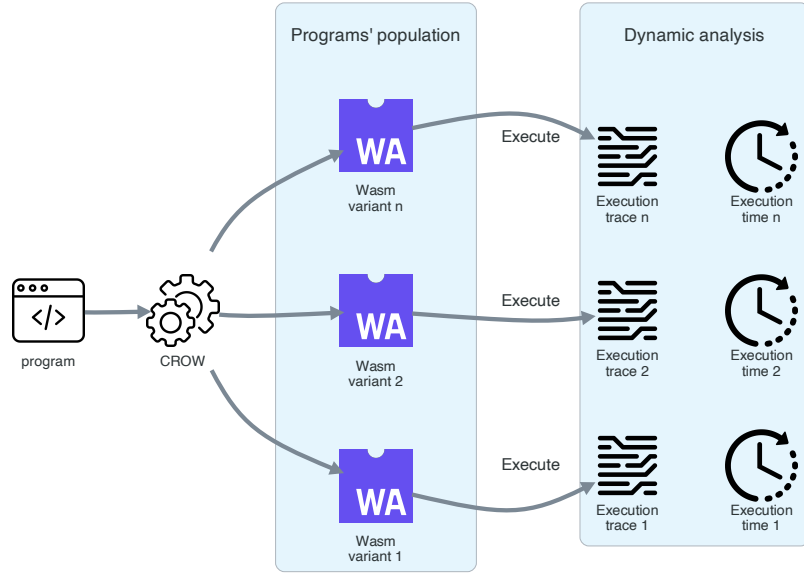 Programs' population
Dynamic analysis
WA
Wasm
variant n
Execute
Execution
trace n
Execution
time n
</>
program
CROW
WA
Wasm
variant 2
Execute
Execution
trace 2
Execution
time 2
WA
Wasm
variant 1
Execute
Execution
trace 1
Execution
time 1